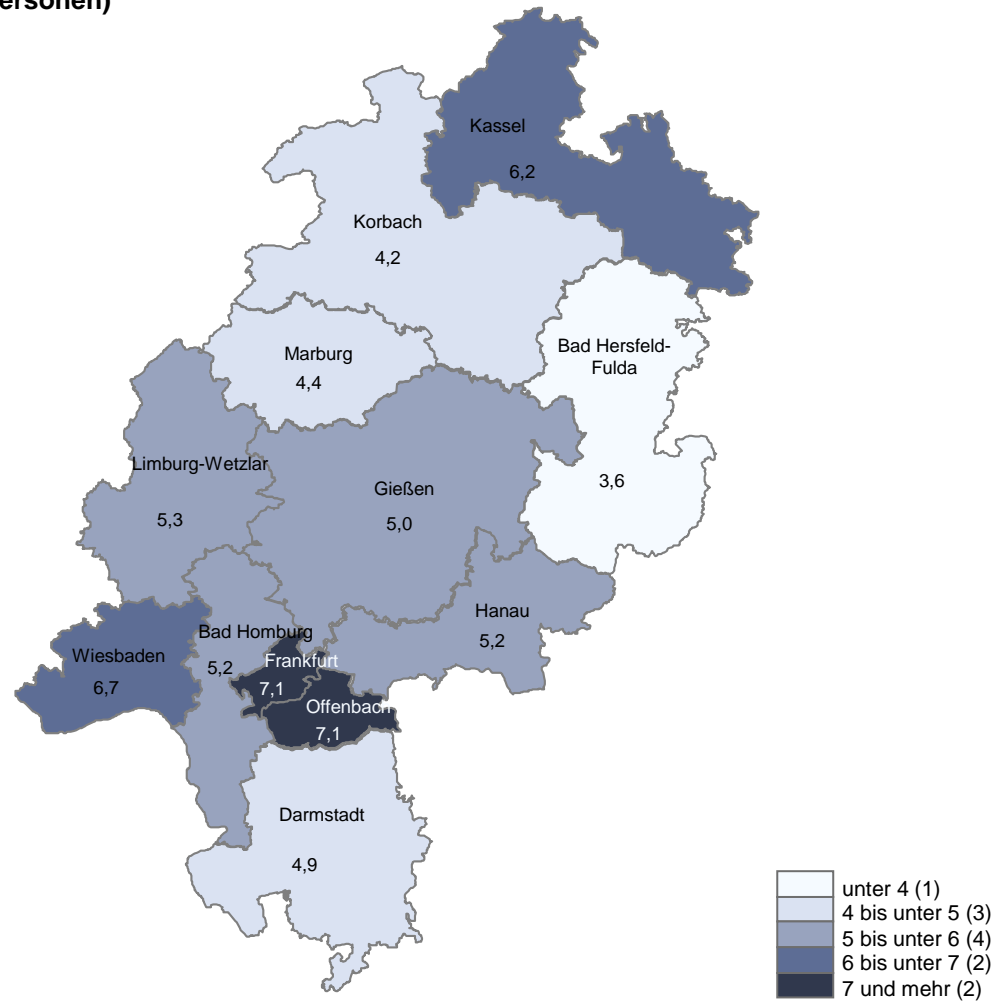 ersonen)
Kassel
6,2
Korbach
4,2
Bad Hersfeld-
Fulda
3,6
Marburg
4,4
Limburg-Wetzlar
5,3
Gießen
5,0
Hanau
5,2
Bad Homburg
5,2
Wiesbaden
6,7
Frankfurt
7,1
Offenbach
7,1
Darmstadt
4,9
unter 4 (1)
4 bis unter 5 (3)
5 bis unter 6 (4)
6 bis unter 7 (2)
7 und mehr (2)